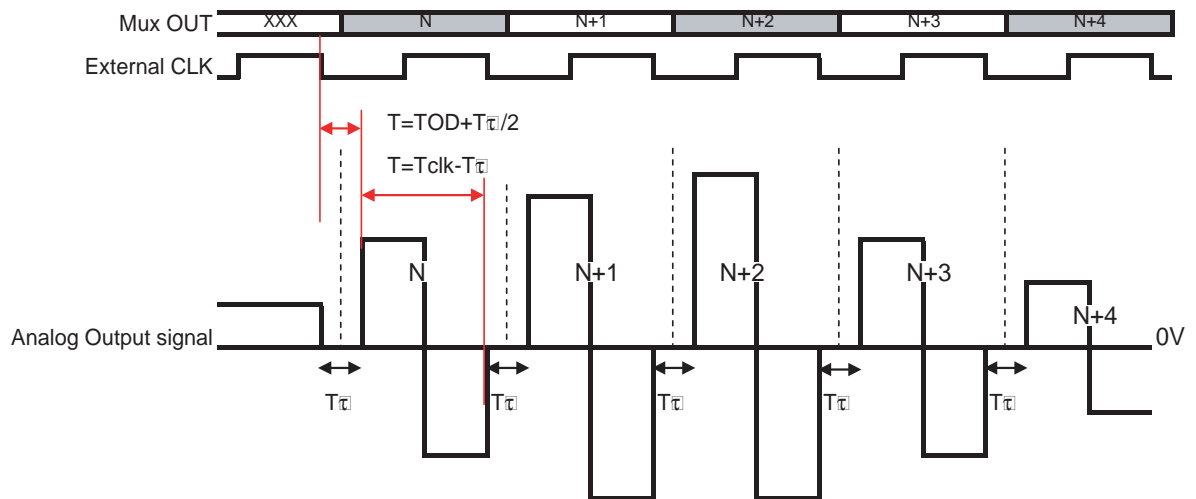 Mux OUT XXX N N+1 N+2 N+3 N+4
External CLK
T=TOD+Tτ/2
T=Tclk-Tτ
N N+1 N+2 N+3
N+4
Analog Output signal 0V
Tτ Tτ Tτ Tτ Tτ